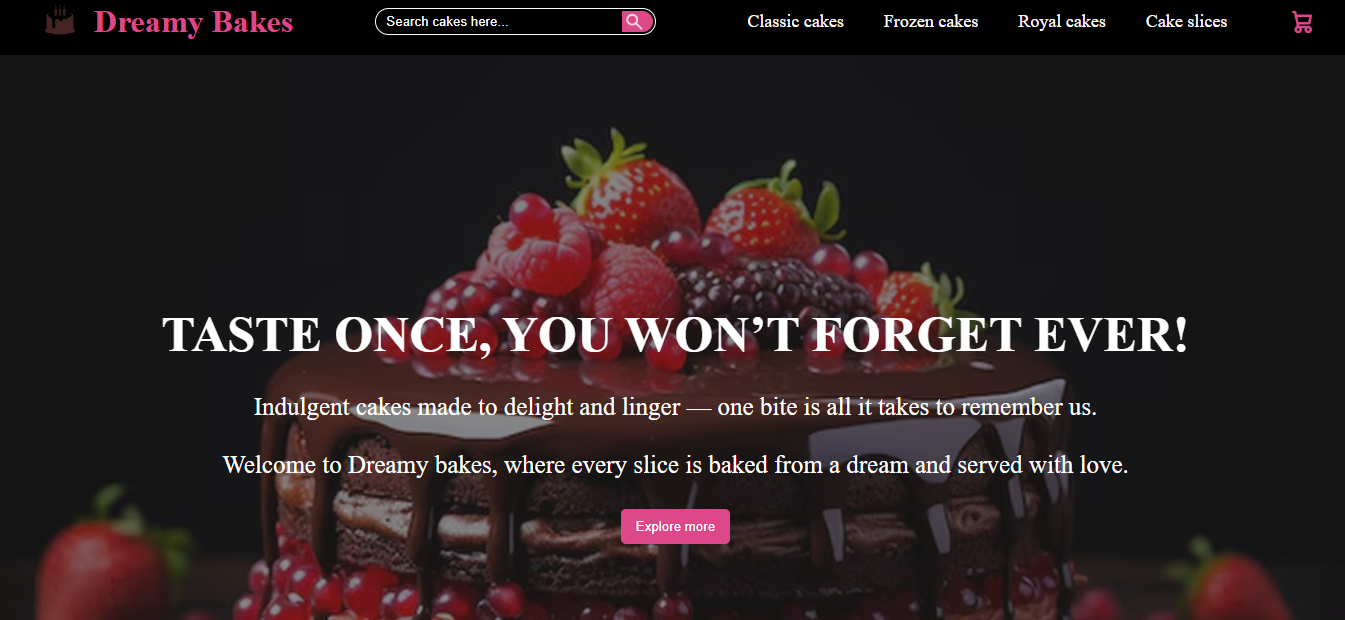 Dreamy Bakes
Search cakes here...
Classic cakes
Frozen cakes
Royal cakes
Cake slices
TASTE ONCE, YOU WON’T FORGET EVER!
Indulgent cakes made to delight and linger — one bite is all it takes to remember us.
Welcome to Dreamy bakes, where every slice is baked from a dream and served with love.
Explore more